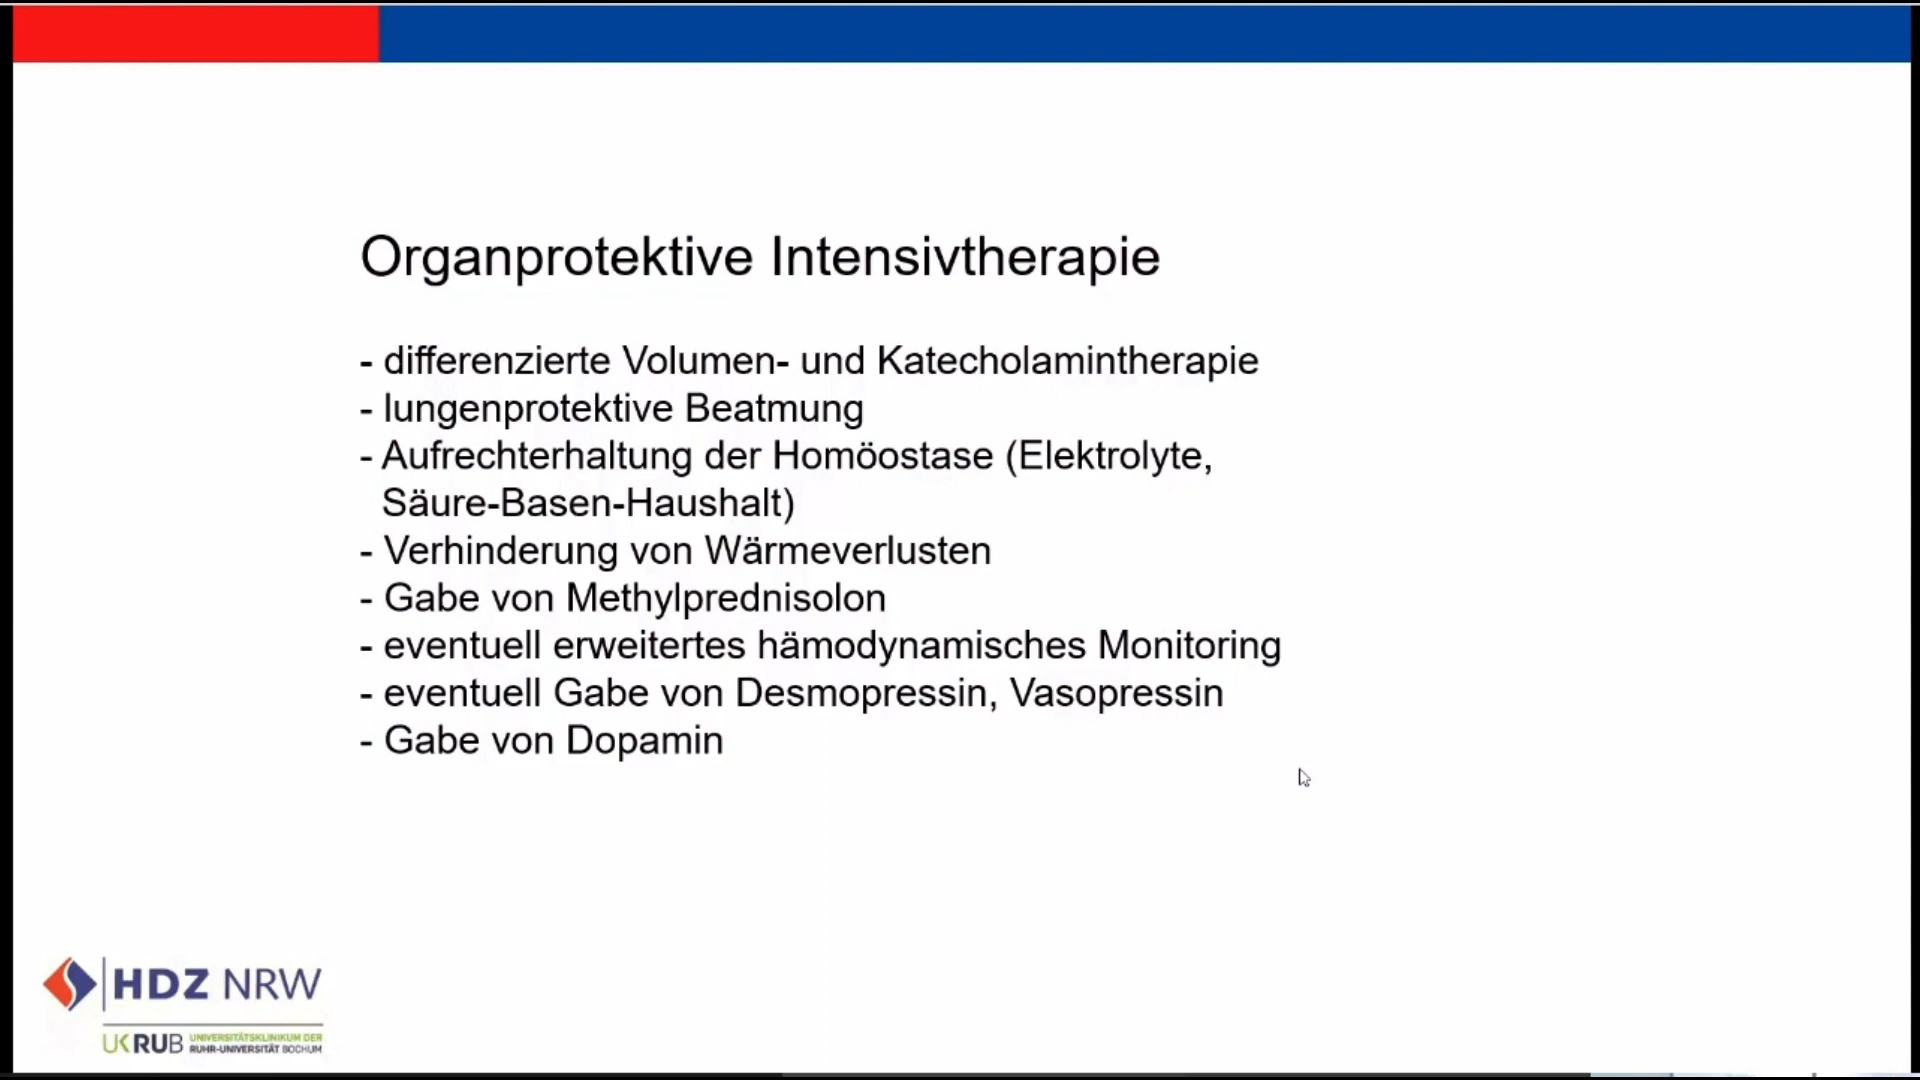 Organprotektive Intensivtherapie
- differenzierte Volumen- und Katecholamintherapie
- lungenprotektive Beatmung
- Aufrechterhaltung der Homöostase (Elektrolyte,
Säure-Basen-Haushalt)
- Verhinderung von Wärmeverlusten
- Gabe von Methylprednisolon
- eventuell erweitertes hämodynamisches Monitoring
- eventuell Gabe von Desmopressin, Vasopressin
- Gabe von Dopamin
HDZ NRW
UKRUB UNIVERSITÄTSKLINIKUM DER
RUHR-UNIVERSITÄT BOCHUM